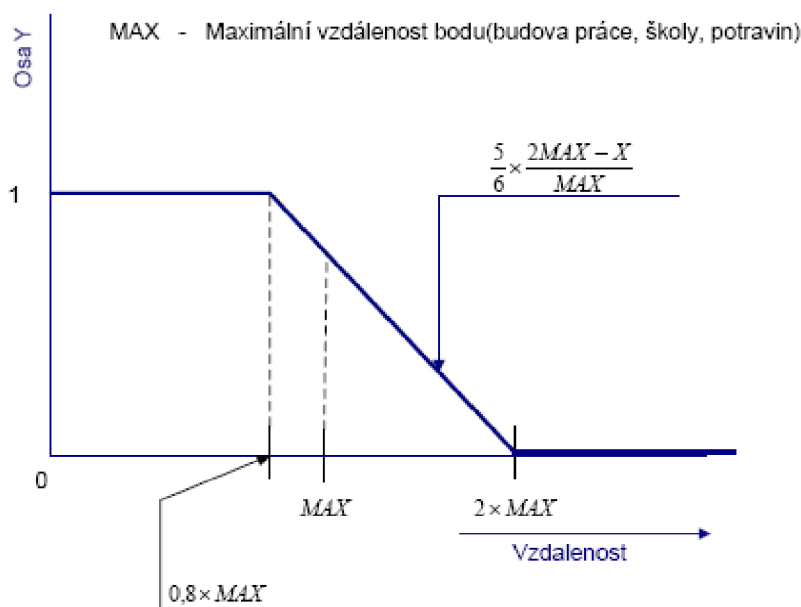 MAX - Maximální vzdálenost bodu(budova práce, školy, potravin)
Osa Y
5/6 × (2MAX − X)/MAX
1
0
MAX
2 × MAX
Vzdalenost
0,8 × MAX